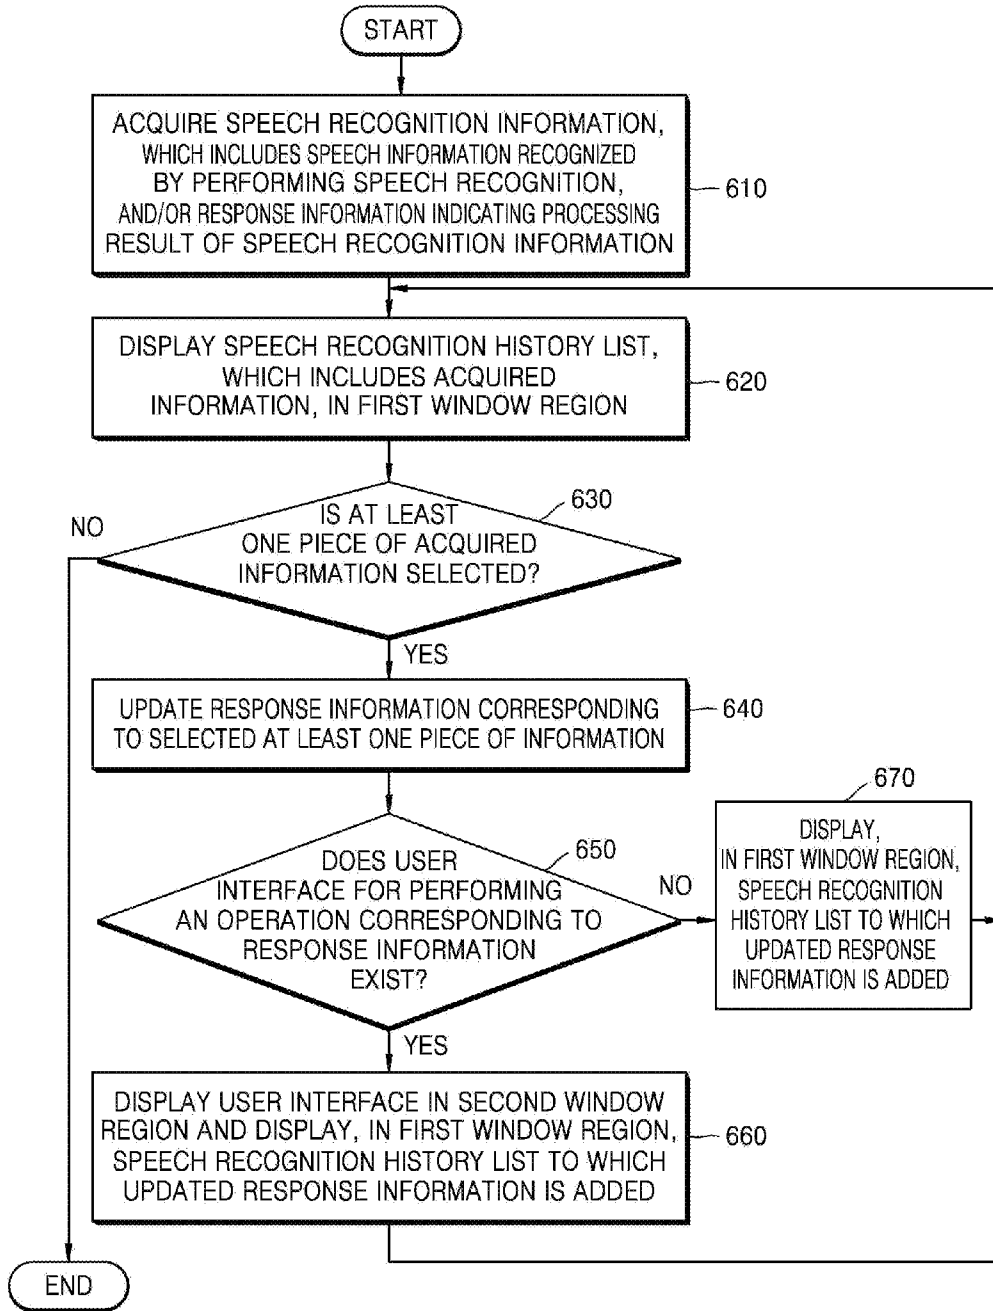 START
ACQUIRE SPEECH RECOGNITION INFORMATION,
WHICH INCLUDES SPEECH INFORMATION RECOGNIZED
BY PERFORMING SPEECH RECOGNITION,
AND/OR RESPONSE INFORMATION INDICATING PROCESSING
RESULT OF SPEECH RECOGNITION INFORMATION
610
DISPLAY SPEECH RECOGNITION HISTORY LIST,
WHICH INCLUDES ACQUIRED
INFORMATION, IN FIRST WINDOW REGION
620
630
NO
IS AT LEAST
ONE PIECE OF ACQUIRED
INFORMATION SELECTED?
YES
UPDATE RESPONSE INFORMATION CORRESPONDING
TO SELECTED AT LEAST ONE PIECE OF INFORMATION
640
650
DOES USER
INTERFACE FOR PERFORMING
AN OPERATION CORRESPONDING TO
RESPONSE INFORMATION
EXIST?
NO
670
DISPLAY,
IN FIRST WINDOW REGION,
SPEECH RECOGNITION
HISTORY LIST TO WHICH
UPDATED RESPONSE
INFORMATION IS ADDED
YES
DISPLAY USER INTERFACE IN SECOND WINDOW
REGION AND DISPLAY, IN FIRST WINDOW REGION,
SPEECH RECOGNITION HISTORY LIST TO WHICH
UPDATED RESPONSE INFORMATION IS ADDED
660
END